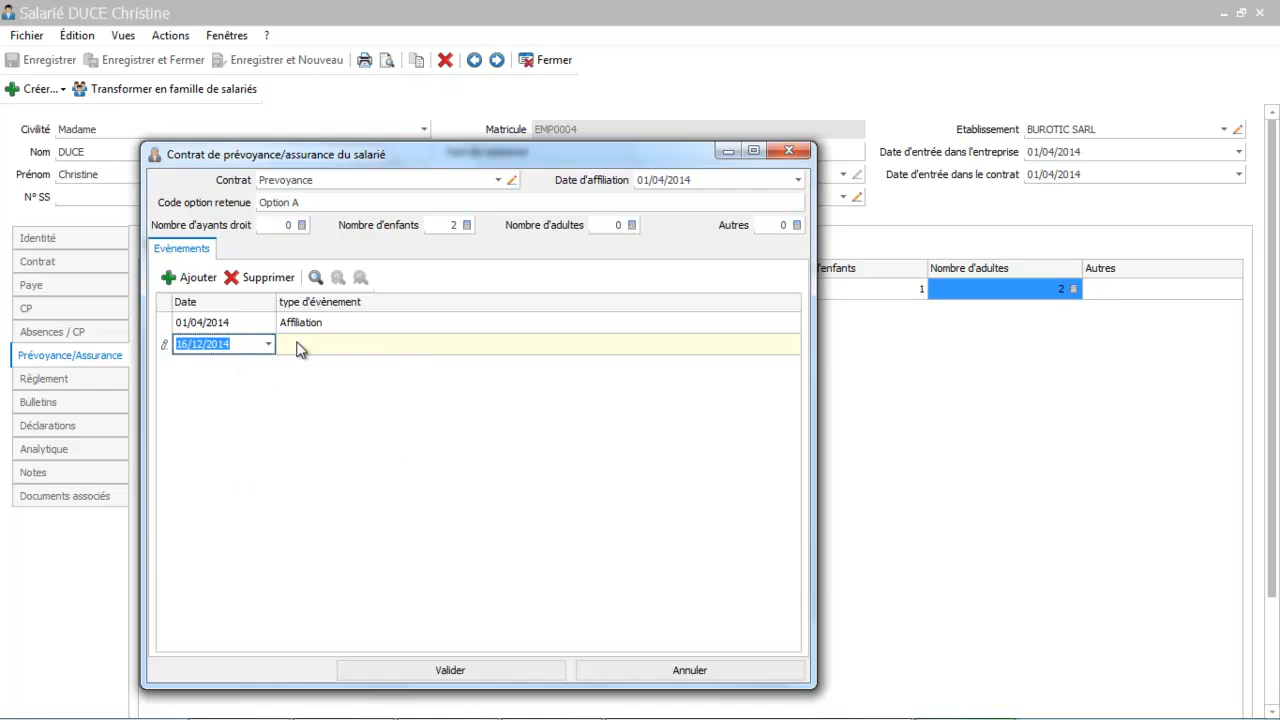 Salarié DUCE Christine
Fichier Édition Vues Actions Fenêtres ?
Enregistrer Enregistrer et Fermer Enregistrer et Nouveau Fermer
Créer... Transformer en famille de salariés
Civilité Madame Matricule EMP0004 Etablissement BUROTIC SARL
Nom DUCE Date d'entrée dans l'entreprise 01/04/2014
Prénom Christine Date d'entrée dans le contrat 01/04/2014
N° SS
Contrat de prévoyance/assurance du salarié
Contrat Prevoyance Date d'affiliation 01/04/2014
Code option retenue Option A
Nombre d'ayants droit 0 Nombre d'enfants 2 Nombre d'adultes 0 Autres 0
Evènements
Ajouter Supprimer
Date type d'évènement
01/04/2014 Affiliation
16/12/2014
Valider Annuler
Identité
Contrat
Paye
CP
Absences / CP
Prévoyance/Assurance
Règlement
Bulletins
Déclarations
Analytique
Notes
Documents associés
d'enfants Nombre d'adultes Autres
1 2